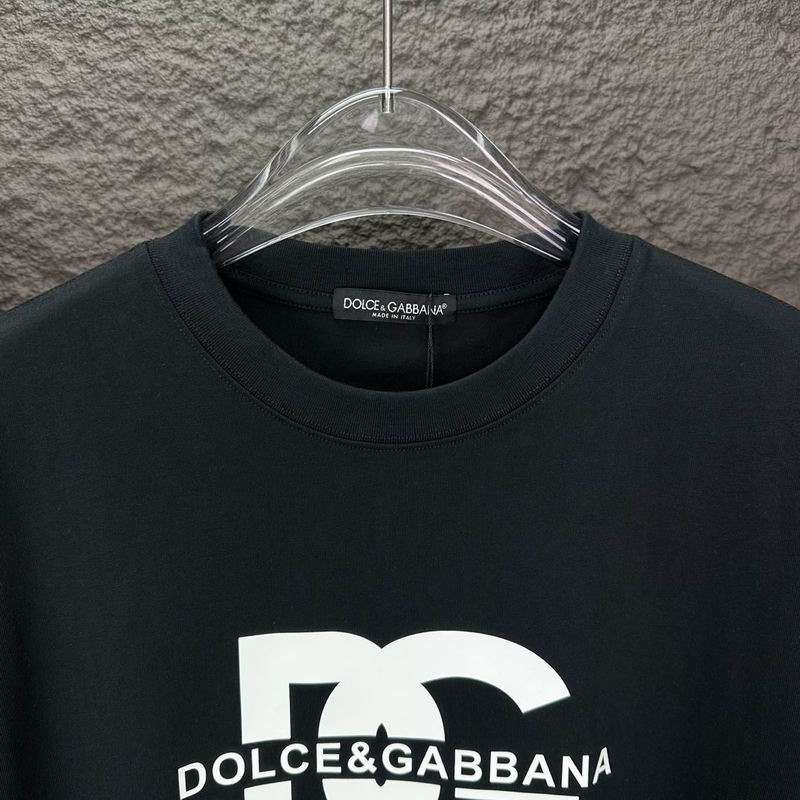 DOLCE & GABBANA®
MADE IN ITALY
DG
DOLCE&GABBANA